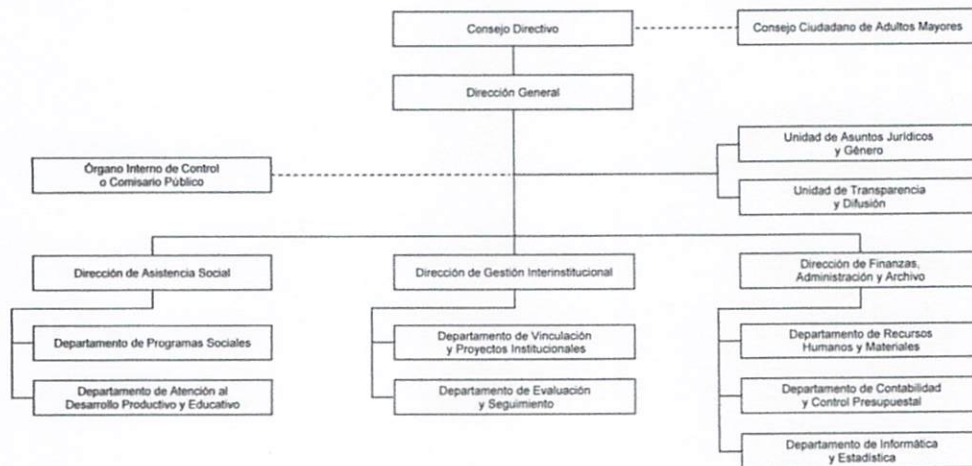 Consejo Directivo
Consejo Ciudadano de Adultos Mayores
Dirección General
Unidad de Asuntos Jurídicos
y Género
Órgano Interno de Control
o Comisario Público
Unidad de Transparencia
y Difusión
Dirección de Asistencia Social
Dirección de Gestión Interinstitucional
Dirección de Finanzas,
Administración y Archivo
Departamento de Programas Sociales
Departamento de Vinculación
y Proyectos Institucionales
Departamento de Recursos
Humanos y Materiales
Departamento de Atención al
Desarrollo Productivo y Educativo
Departamento de Evaluación
y Seguimiento
Departamento de Contabilidad
y Control Presupuestal
Departamento de Informática
y Estadística